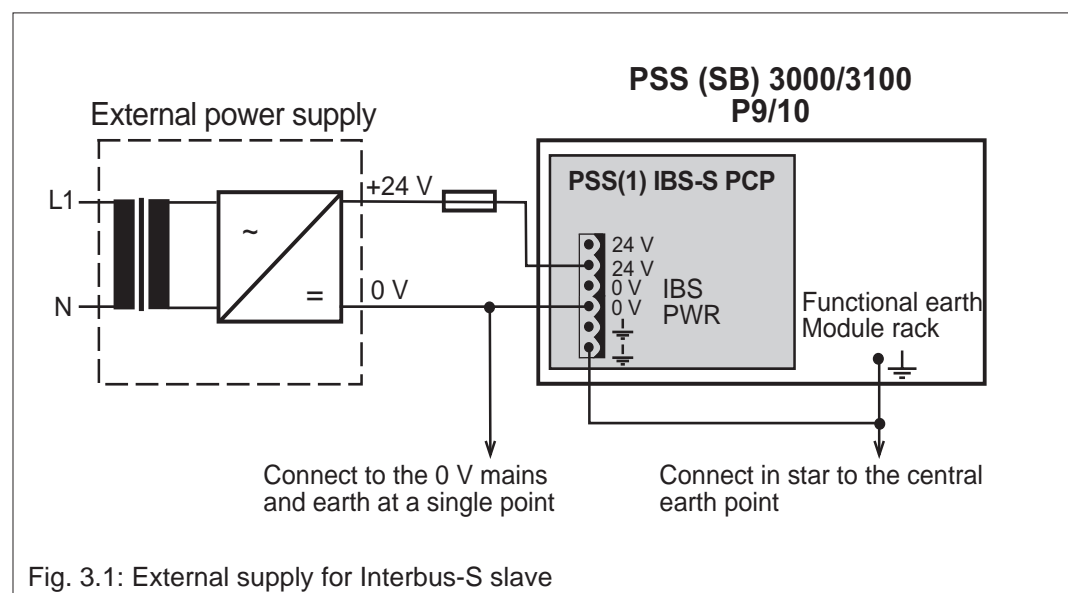 PSS (SB) 3000/3100
P9/10
External power supply
PSS(1) IBS-S PCP
L1
+24 V
~
24 V
24 V
0 V
0 V
IBS
PWR
N
=
0 V
Functional earth
Module rack
Connect to the 0 V mains
and earth at a single point
Connect in star to the central
earth point
Fig. 3.1: External supply for Interbus-S slave